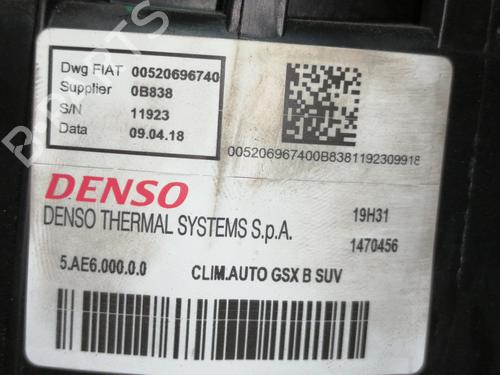 Dwg FIAT 00520696740
Supplier 0B838
S/N 11923
Data 09.04.18
005206967400B8381192309918
DENSO
DENSO THERMAL SYSTEMS S.p.A.
19H31
1470456
5.AE6.000.0.0 CLIM.AUTO GSX B SUV